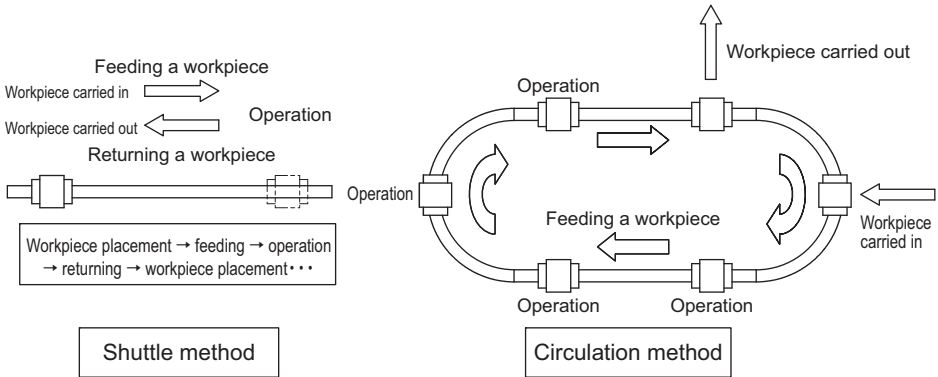 Feeding a workpiece
Workpiece carried in
Workpiece carried out
Operation
Returning a workpiece
Workpiece placement → feeding → operation
→ returning → workpiece placement・・・
Shuttle method
Workpiece carried out
Operation
Operation
Feeding a workpiece
Workpiece
carried in
Operation
Operation
Circulation method